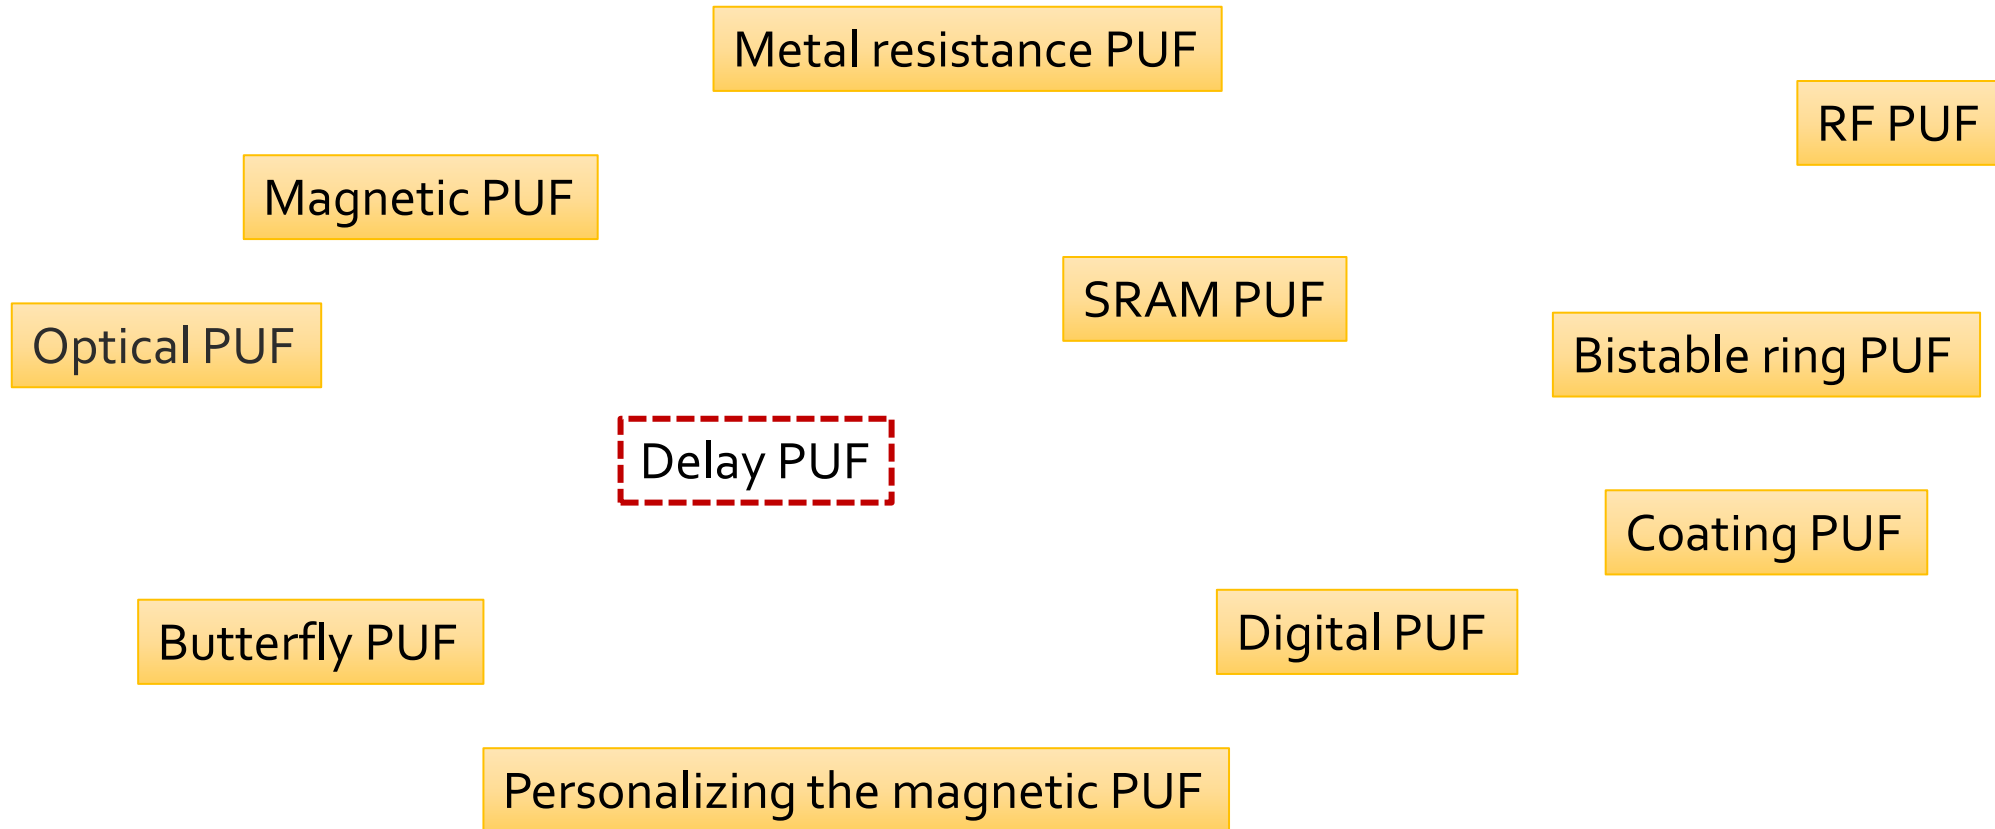 Metal resistance PUF
RF PUF
Magnetic PUF
SRAM PUF
Optical PUF
Bistable ring PUF
Delay PUF
Coating PUF
Butterfly PUF
Digital PUF
Personalizing the magnetic PUF